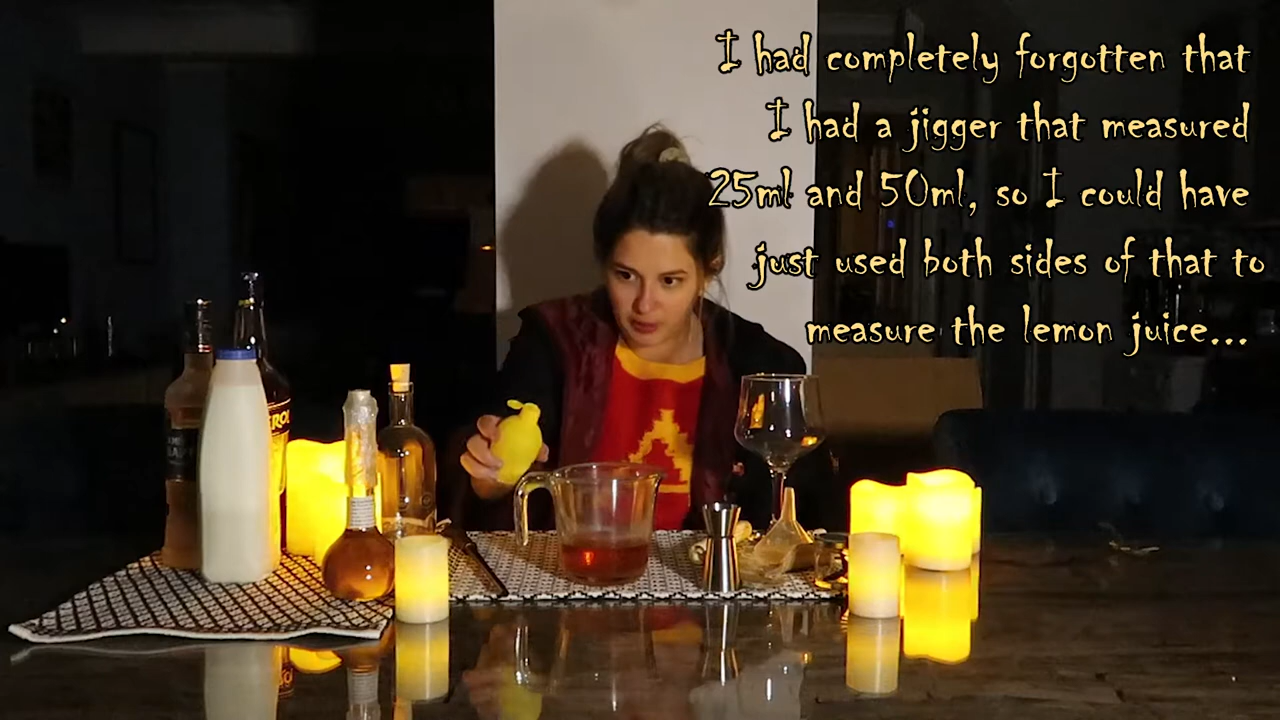 I had completely forgotten that
I had a jigger that measured
25ml and 50ml, so I could have
just used both sides of that to
measure the lemon juice...